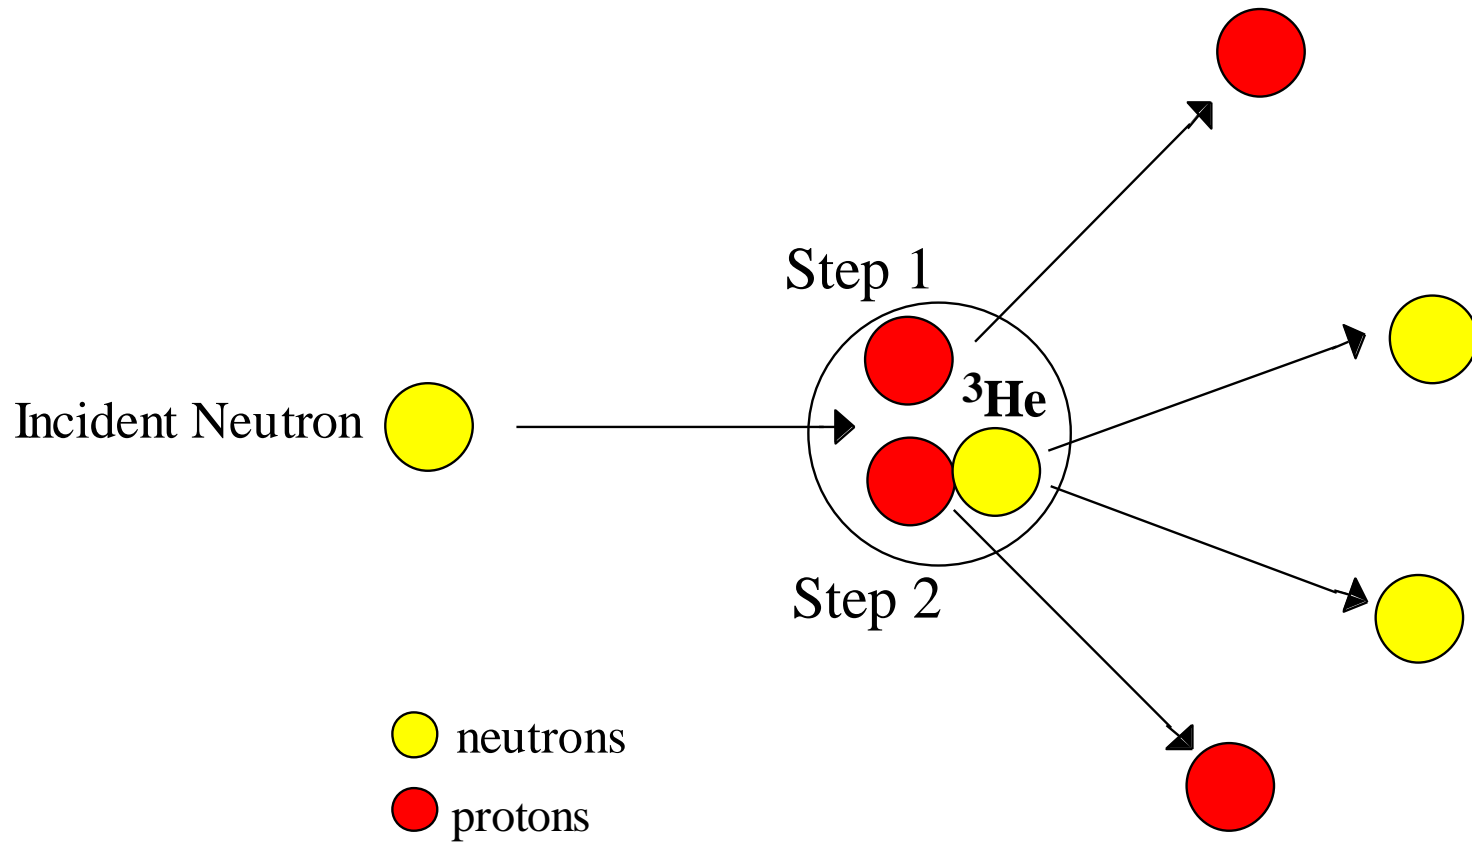 Step 1
³He
Incident Neutron
Step 2
neutrons
protons